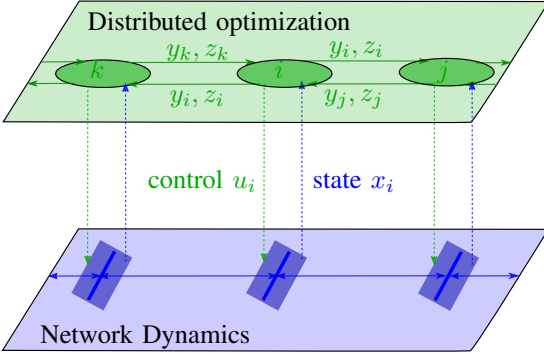 Distributed optimization
y_k, z_k
y_i, z_i
k
i
j
y_i, z_i
y_j, z_j
control u_i
state x_i
Network Dynamics